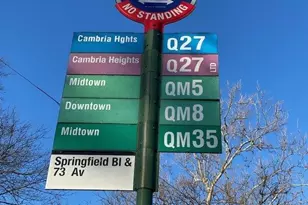 NO STANDING
Cambria Hghts Q27
Cambria Heights Q27
Midtown QM5
Downtown QM8
Midtown QM35
Springfield Bl &
73 Av